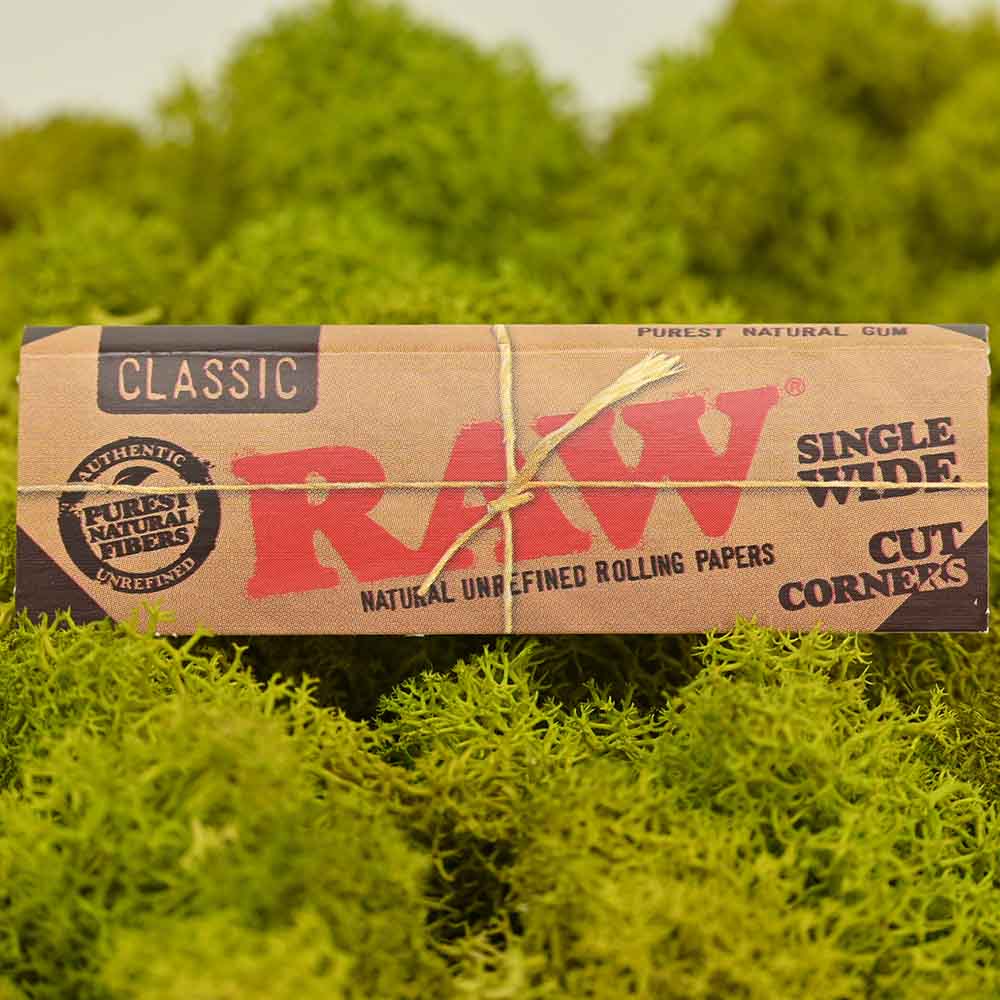 PUREST NATURAL GUM
CLASSIC
RAW®
SINGLE
WIDE
AUTHENTIC
PUREST
NATURAL
FIBERS
UNREFINED
CUT
CORNERS
NATURAL UNREFINED ROLLING PAPERS